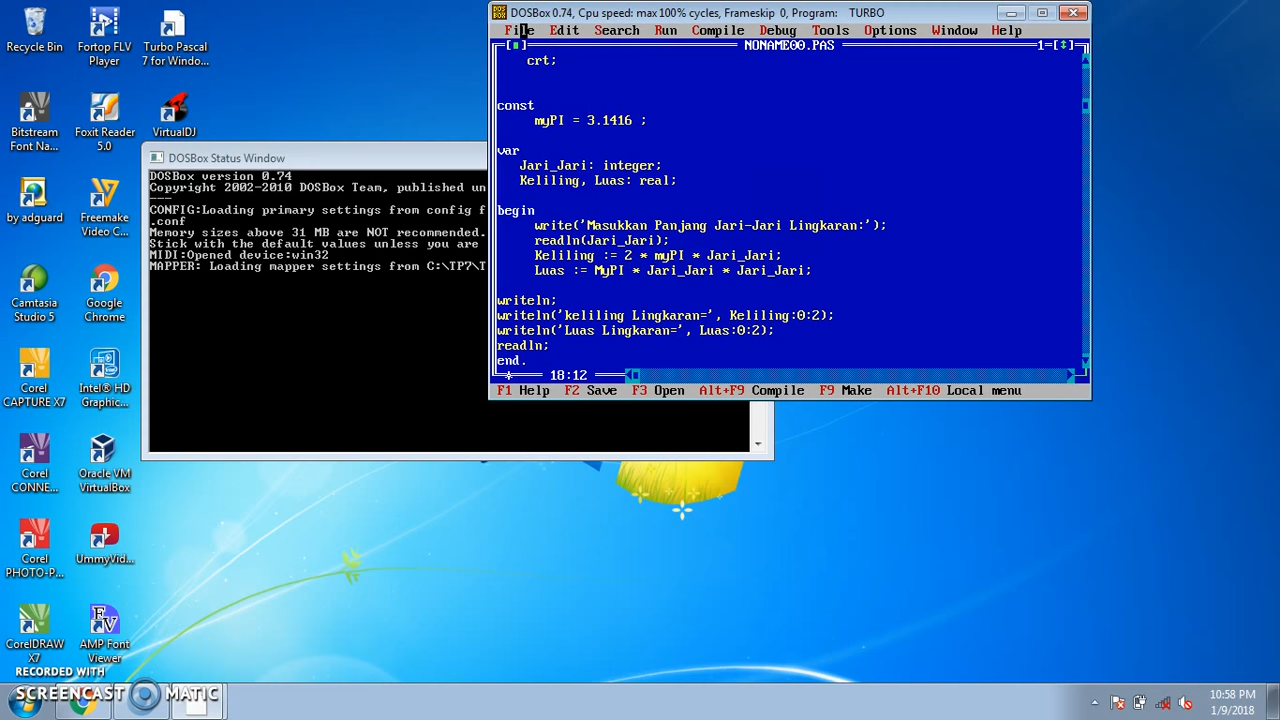 Recycle Bin
Fortop FLV Player
Turbo Pascal 7 for Windo...
Bitstream Font Na...
Foxit Reader 5.0
VirtualDJ
by adguard
Freemake Video C...
Camtasia Studio 5
Google Chrome
Corel CAPTURE X7
Intel® HD Graphic...
Corel CONNE...
Oracle VM VirtualBox
Corel PHOTO-P...
UmmyVid...
CorelDRAW X7
AMP Font Viewer
DOSBox Status Window
DOSBox version 0.74
Copyright 2002-2010 DOSBox Team, published un
---
CONFIG:Loading primary settings from config f
.conf
Memory sizes above 31 MB are NOT recommended.
Stick with the default values unless you are
MIDI:Opened device:win32
MAPPER: Loading mapper settings from C:\TP7\T
DOSBox 0.74, Cpu speed: max 100% cycles, Frameskip 0, Program: TURBO
File Edit Search Run Compile Debug Tools Options Window Help
NONAME00.PAS 1=[↕]
crt;
const
myPI = 3.1416 ;
var
Jari_Jari: integer;
Keliling, Luas: real;
begin
write('Masukkan Panjang Jari-Jari Lingkaran:');
readln(Jari_Jari);
Keliling := 2 * myPI * Jari_Jari;
Luas := MyPI * Jari_Jari * Jari_Jari;
writeln;
writeln('keliling Lingkaran=', Keliling:0:2);
writeln('Luas Lingkaran=', Luas:0:2);
readln;
end.
18:12
F1 Help F2 Save F3 Open Alt+F9 Compile F9 Make Alt+F10 Local menu
RECORDED WITH
SCREENCAST MATIC
10:58 PM
1/9/2018